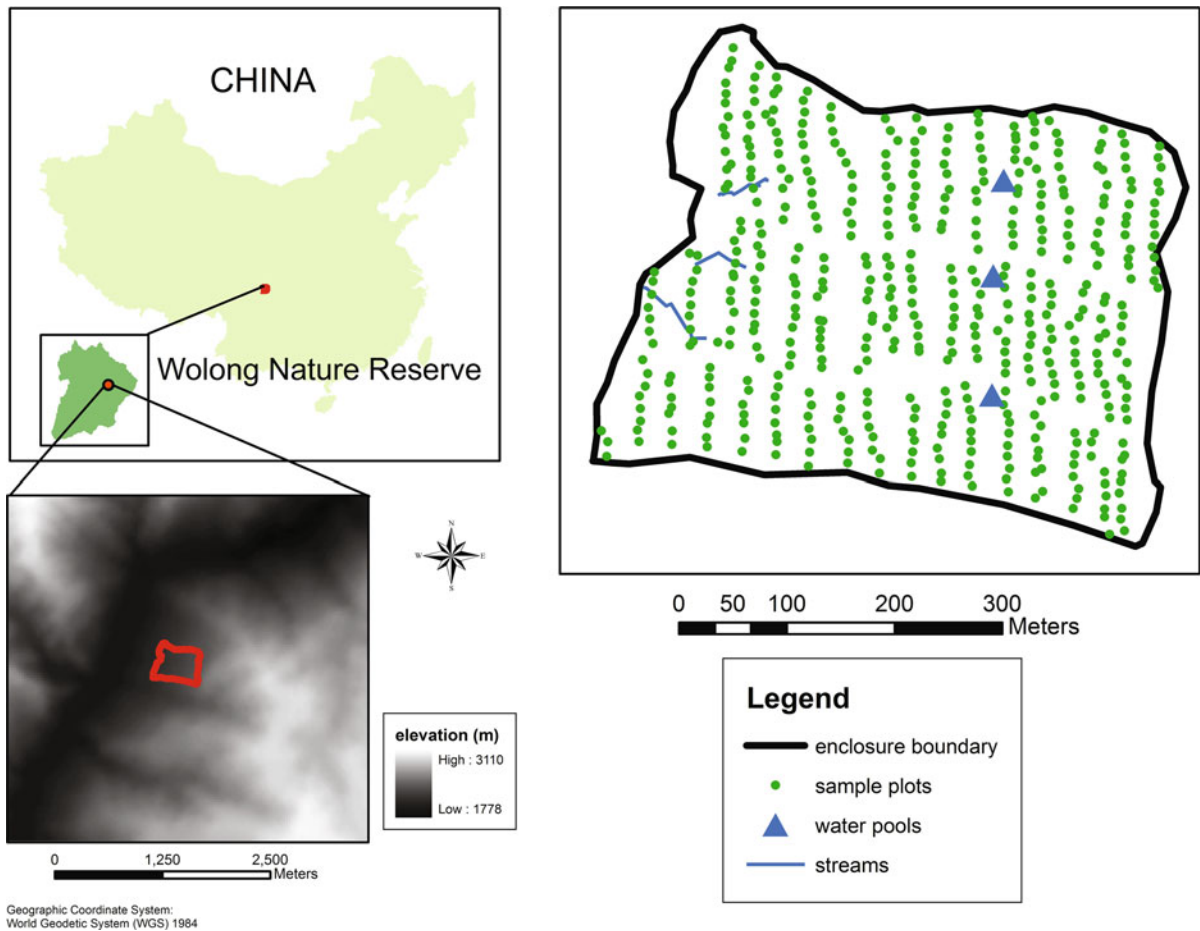 CHINA
Wolong Nature Reserve
N
W E
S
elevation (m)
High : 3110
Low : 1778
0 1,250 2,500
Meters
Geographic Coordinate System:
World Geodetic System (WGS) 1984
0 50 100 200 300
Meters
Legend
enclosure boundary
sample plots
water pools
streams